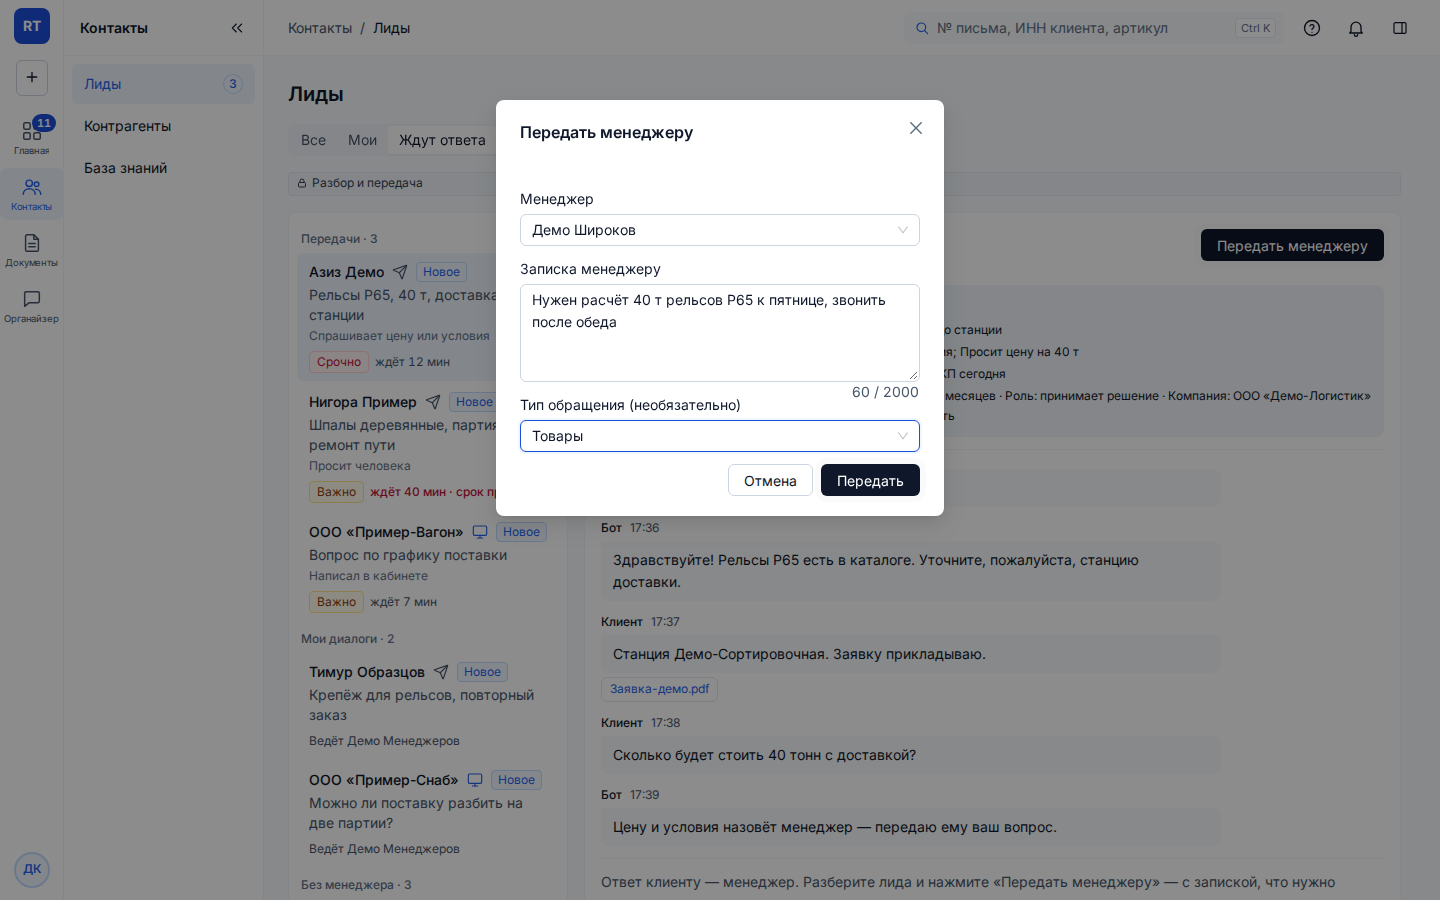 RT
Контакты
Контакты / Лиды
№ письма, ИНН клиента, артикул
Ctrl K
11
Главная
Контакты
Документы
Органайзер
ДК
Лиды
3
Контрагенты
База знаний
Лиды
Все
Мои
Ждут ответа
Разбор и передача
Передачи · 3
Азиз Демо
Новое
Рельсы Р65, 40 т, доставка
станции
Спрашивает цену или условия
Срочно
ждёт 12 мин
Нигора Пример
Новое
Шпалы деревянные,
ремонт пути
Просит человека
Важно
ждёт 40 мин · срок
ООО «Пример-Вагон»
Новое
Вопрос по графику поставки
Написал в кабинете
Важно
ждёт 7 мин
Мои диалоги · 2
Тимур Образцов
Новое
Крепёж для рельсов, повторный
заказ
Ведёт Демо Менеджеров
ООО «Пример-Снаб»
Новое
Можно ли поставку разбить на
две партии?
Ведёт Демо Менеджеров
Без менеджера · 3
Передать менеджеру
Менеджер
Демо Широков
Записка менеджеру
Нужен расчёт 40 т рельсов Р65 к пятнице, звонить
после обеда
60 / 2000
Тип обращения (необязательно)
Товары
Отмена
Передать
Передать менеджеру
станции
Просит цену на 40 т
КП сегодня
месяцев · Роль: принимает решение · Компания: ООО «Демо-Логистик»
Бот 17:36
Здравствуйте! Рельсы Р65 есть в каталоге. Уточните, пожалуйста, станцию
доставки.
Клиент 17:37
Станция Демо-Сортировочная. Заявку прикладываю.
Заявка-демо.pdf
Клиент 17:38
Сколько будет стоить 40 тонн с доставкой?
Бот 17:39
Цену и условия назовёт менеджер — передаю ему ваш вопрос.
Ответ клиенту — менеджер. Разберите лида и нажмите «Передать менеджеру» — с запиской, что нужно